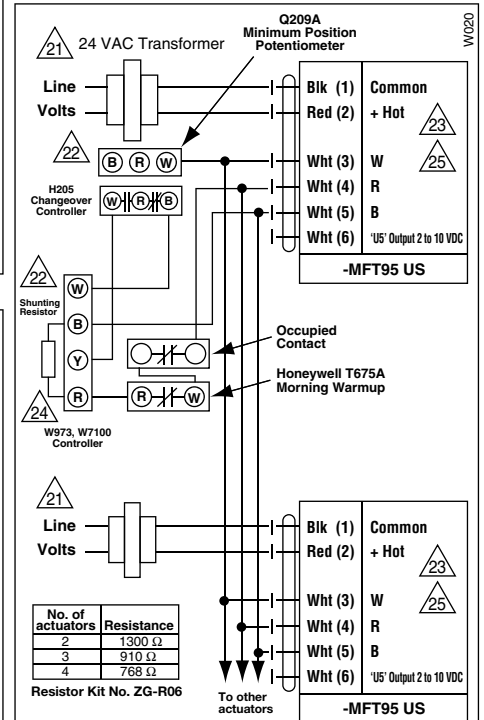 W020
Q209A
Minimum Position
Potentiometer
21 24 VAC Transformer
Line
Volts
Blk (1) Common
Red (2) + Hot
23
22
B R W
Wht (3) W
25
H205
Changeover
Controller
W R B
Wht (4) R
Wht (5) B
Wht (6) 'U5' Output 2 to 10 VDC
-MFT95 US
22
Shunting
Resistor
W
B
Y
R
24
W973, W7100
Controller
Occupied
Contact
Honeywell T675A
Morning Warmup
R W
21
Line
Volts
Blk (1) Common
Red (2) + Hot
23
Wht (3) W
25
Wht (4) R
Wht (5) B
Wht (6) 'U5' Output 2 to 10 VDC
-MFT95 US
No. of
actuators Resistance
2 1300 Ω
3 910 Ω
4 768 Ω
Resistor Kit No. ZG-R06
To other
actuators